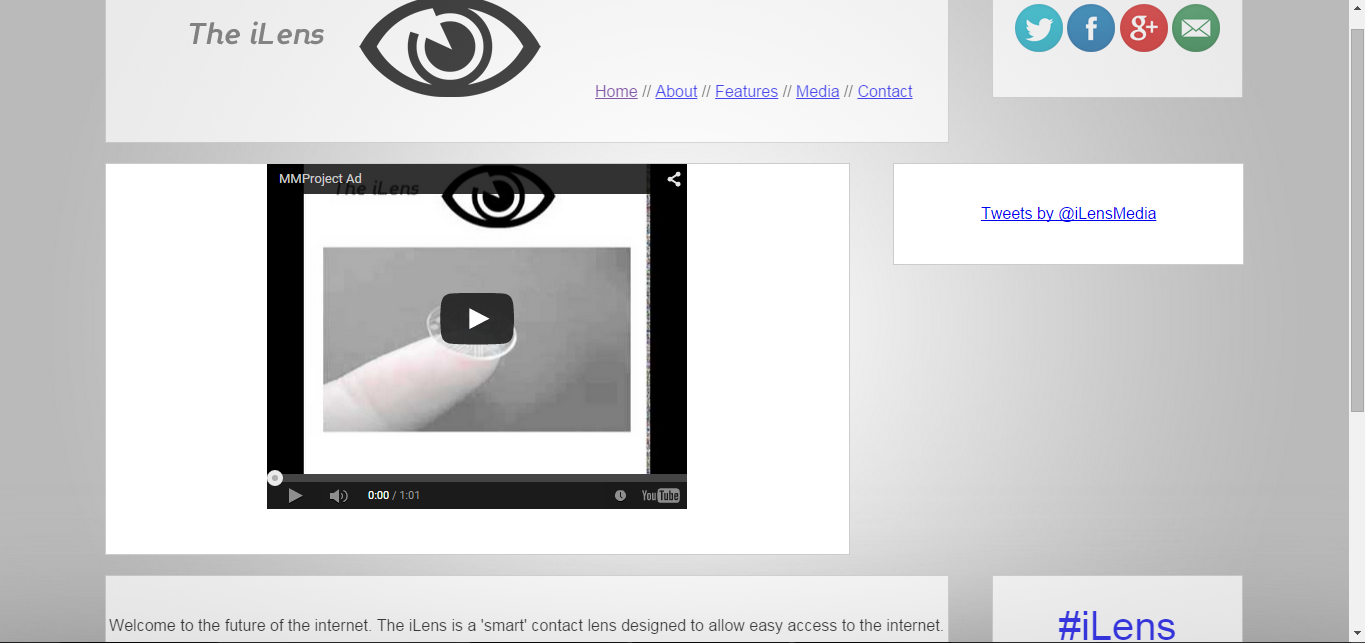 The iLens
Home // About // Features // Media // Contact
MMProject Ad
The iLens
Tweets by @iLensMedia
0:00 / 1:01
YouTube
Welcome to the future of the internet. The iLens is a 'smart' contact lens designed to allow easy access to the internet.
#iLens